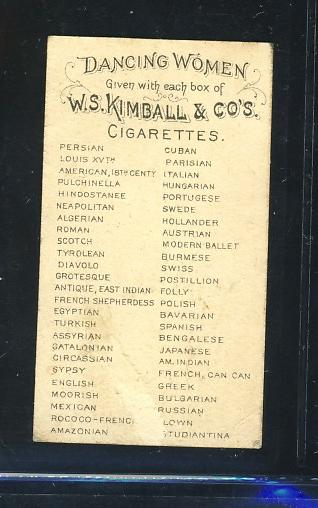 DANCING WOMEN
Given with each box of
W.S. KIMBALL & CO'S.
CIGARETTES.
PERSIAN
LOUIS XVTH
AMERICAN, 18TH CENTY
PULCHINELLA
HINDOSTANEE
NEAPOLITAN
ALGERIAN
ROMAN
SCOTCH
TYROLEAN
DIAVOLO
GROTESQUE
ANTIQUE, EAST INDIAN
FRENCH SHEPHERDESS
EGYPTIAN
TURKISH
ASSYRIAN
CATALONIAN
CIRCASSIAN
GYPSY
ENGLISH
MOORISH
MEXICAN
ROCOCO-FRENC
AMAZONIAN
CUBAN
PARISIAN
ITALIAN
HUNGARIAN
PORTUGESE
SWEDE
HOLLANDER
AUSTRIAN
MODERN BALLET
BURMESE
SWISS
POSTILLION
FOLLY
POLISH
BAVARIAN
SPANISH
BENGALESE
JAPANESE
AM. INDIAN
FRENCH, CAN CAN
GREEK
BULGARIAN
RUSSIAN
LOWN
STUDIANTINA